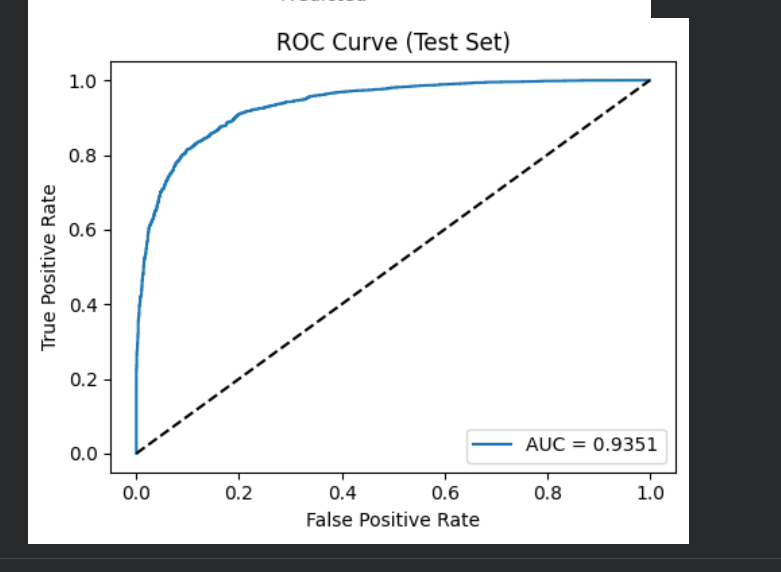 ROC Curve (Test Set)
1.0
0.8
0.6
0.4
0.2
0.0
True Positive Rate
AUC = 0.9351
0.0 0.2 0.4 0.6 0.8 1.0
False Positive Rate